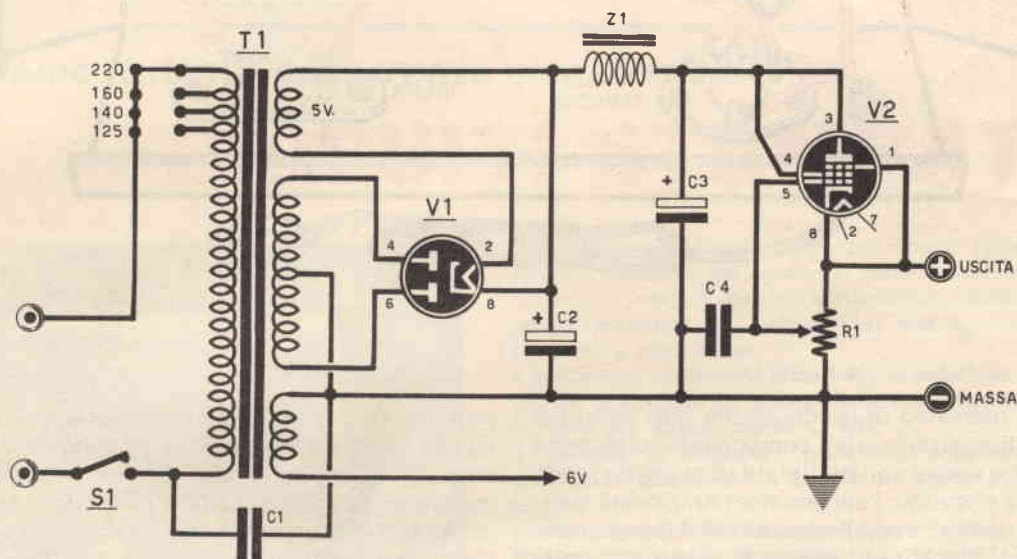 T1
220
160
140
125
5V.
Z1
V1
4
2
6
8
+ C2
+ C3
V2
3
4
1
5
8
2
7
C4
R1
+ USCITA
- MASSA
6V
S1
C1